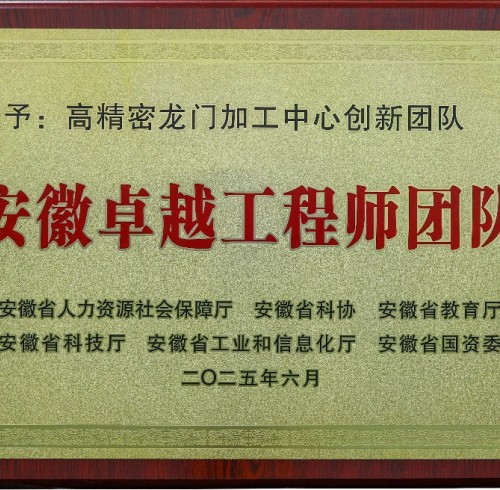 予：高精密龙门加工中心创新团队
安徽卓越工程师团队
安徽省人力资源社会保障厅 安徽省科协 安徽省教育厅
安徽省科技厅 安徽省工业和信息化厅 安徽省国资委
二〇二五年六月